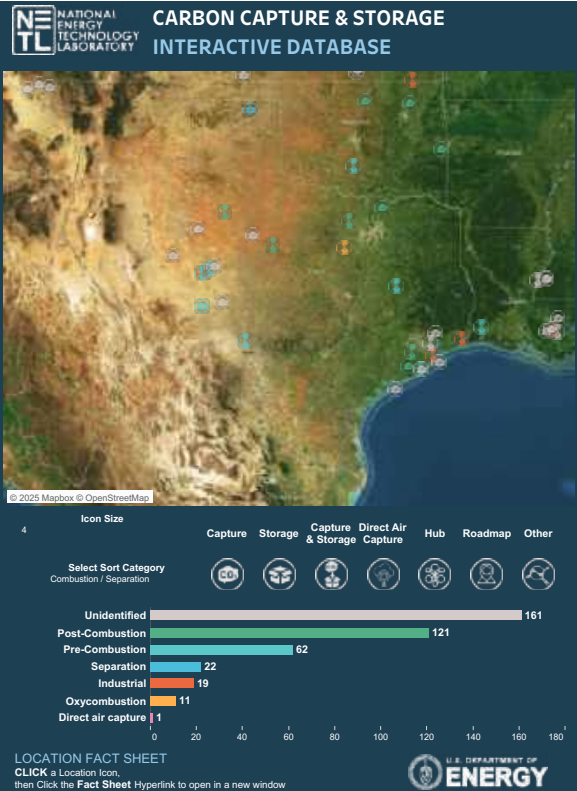 NETL
NATIONAL
ENERGY
TECHNOLOGY
LABORATORY
CARBON CAPTURE & STORAGE
INTERACTIVE DATABASE
© 2025 Mapbox © OpenStreetMap
Icon Size
4
Capture Storage Capture & Storage Direct Air Capture Hub Roadmap Other
Select Sort Category
Combustion / Separation
CO₂
Unidentified 161
Post-Combustion 121
Pre-Combustion 62
Separation 22
Industrial 19
Oxycombustion 11
Direct air capture 1
0 20 40 60 80 100 120 140 160 180
LOCATION FACT SHEET
CLICK a Location Icon,
then Click the Fact Sheet Hyperlink to open in a new window
U.S. DEPARTMENT OF
ENERGY